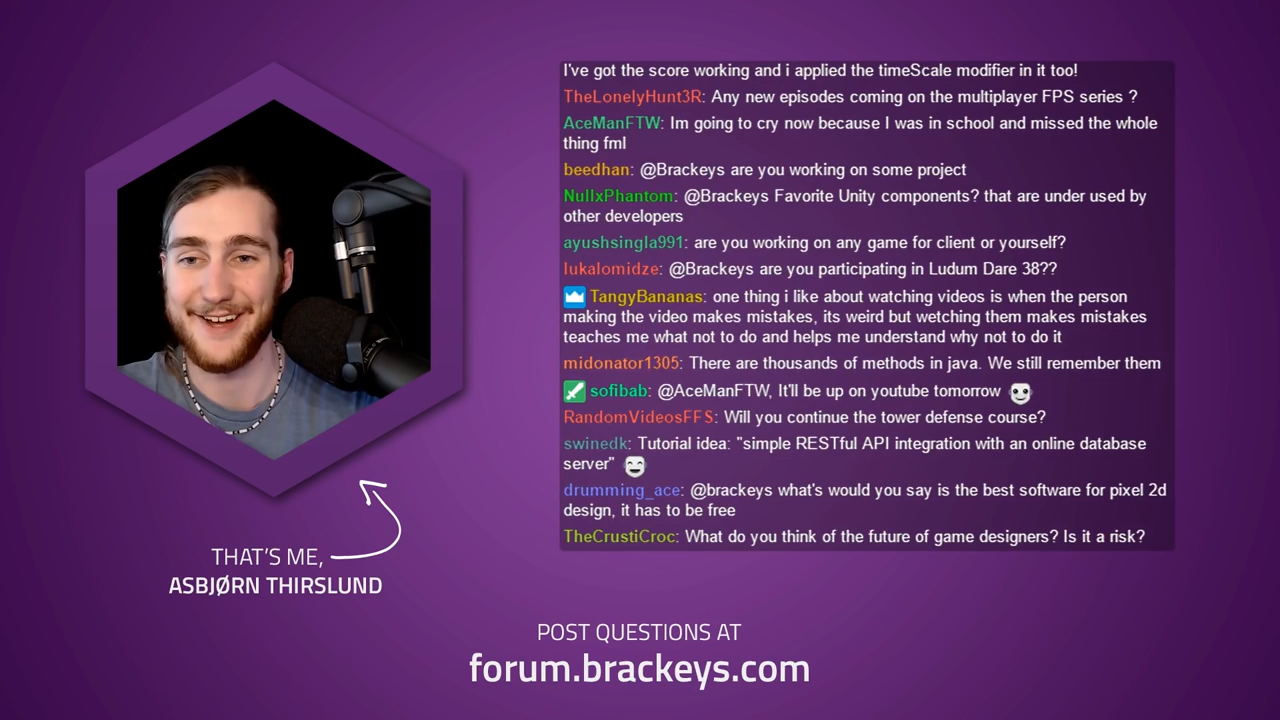 I've got the score working and i applied the timeScale modifier in it too!
TheLonelyHunt3R: Any new episodes coming on the multiplayer FPS series ?
AceManFTW: Im going to cry now because I was in school and missed the whole
thing fml
beedhan: @Brackeys are you working on some project
NullxPhantom: @Brackeys Favorite Unity components? that are under used by
other developers
ayushsingla991: are you working on any game for client or yourself?
lukalomidze: @Brackeys are you participating in Ludum Dare 38??
TangyBananas: one thing i like about watching videos is when the person
making the video makes mistakes, its weird but wetching them makes mistakes
teaches me what not to do and helps me understand why not to do it
midonator1305: There are thousands of methods in java. We still remember them
sofibab: @AceManFTW, It'll be up on youtube tomorrow
RandomVideosFFS: Will you continue the tower defense course?
swinedk: Tutorial idea: "simple RESTful API integration with an online database
server"
drumming_ace: @brackeys what's would you say is the best software for pixel 2d
design, it has to be free
TheCrustiCroc: What do you think of the future of game designers? Is it a risk?
THAT'S ME,
ASBJØRN THIRSLUND
POST QUESTIONS AT
forum.brackeys.com